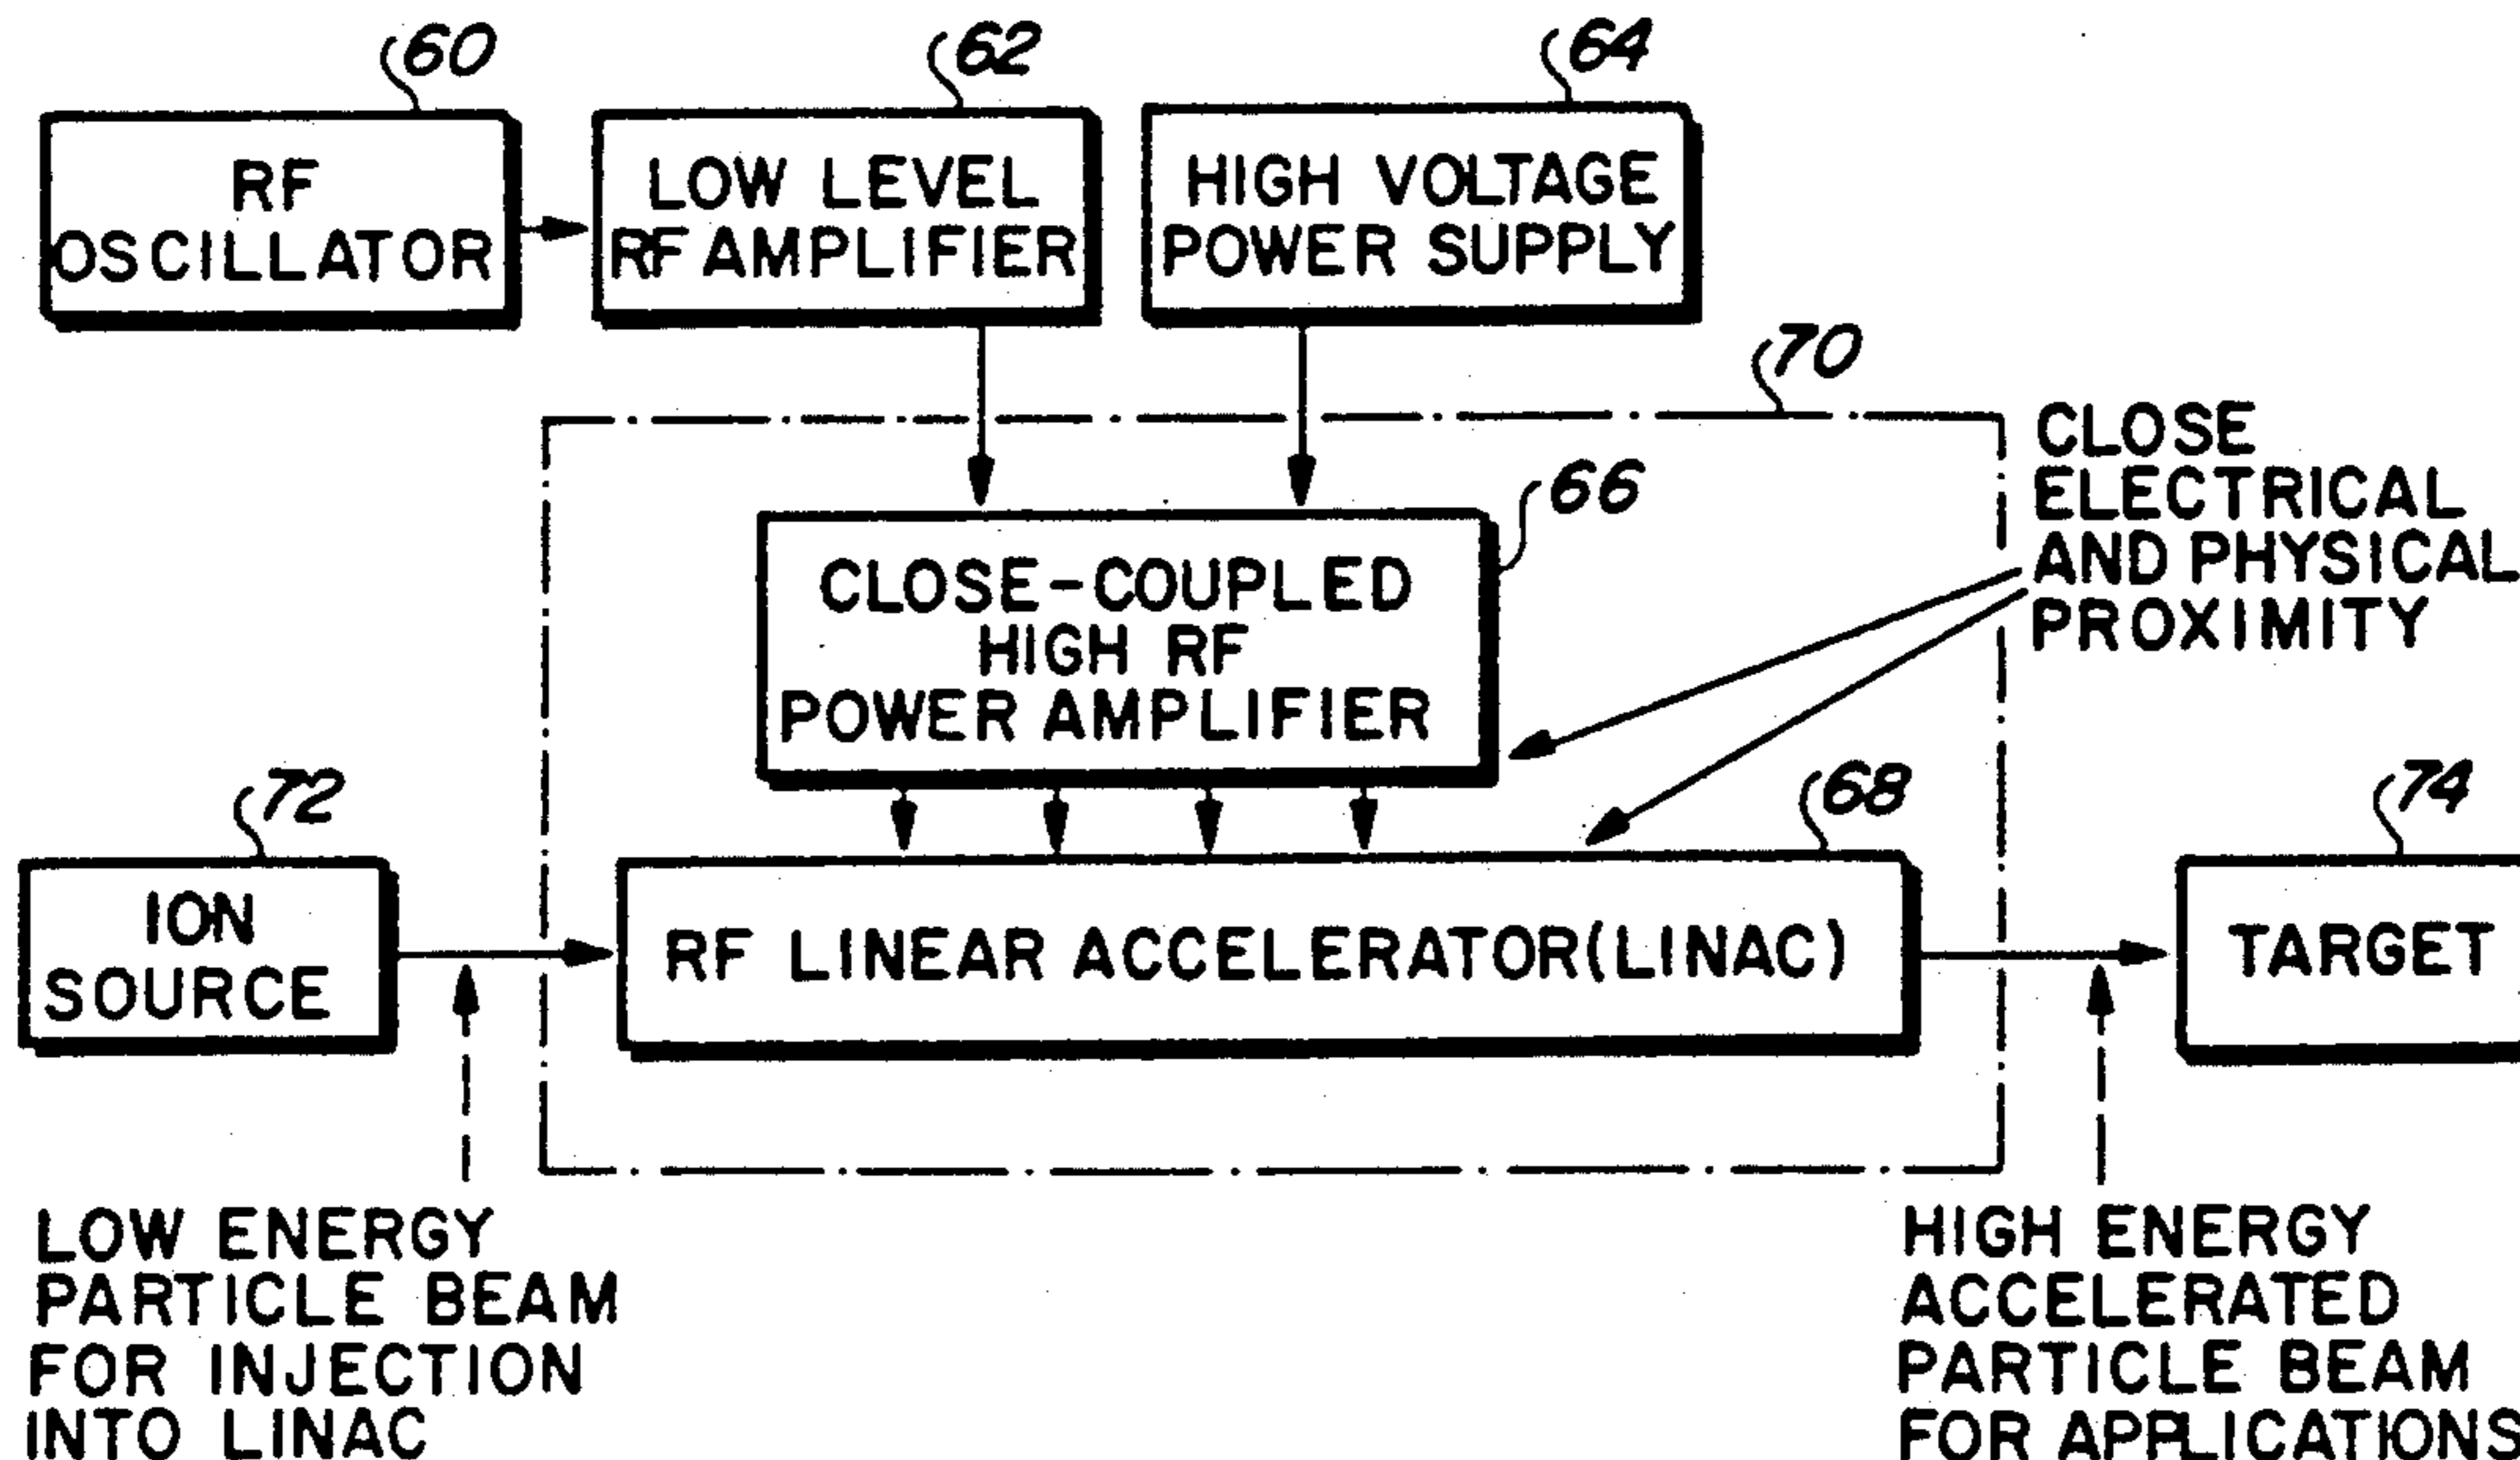 60
62
64
RF
OSCILLATOR
LOW LEVEL
RF AMPLIFIER
HIGH VOLTAGE
POWER SUPPLY
70
CLOSE
ELECTRICAL
AND PHYSICAL
PROXIMITY
66
CLOSE-COUPLED
HIGH RF
POWER AMPLIFIER
72
68
74
ION
SOURCE
RF LINEAR ACCELERATOR(LINAC)
TARGET
LOW ENERGY
PARTICLE BEAM
FOR INJECTION
INTO LINAC
HIGH ENERGY
ACCELERATED
PARTICLE BEAM
FOR APPLICATIONS